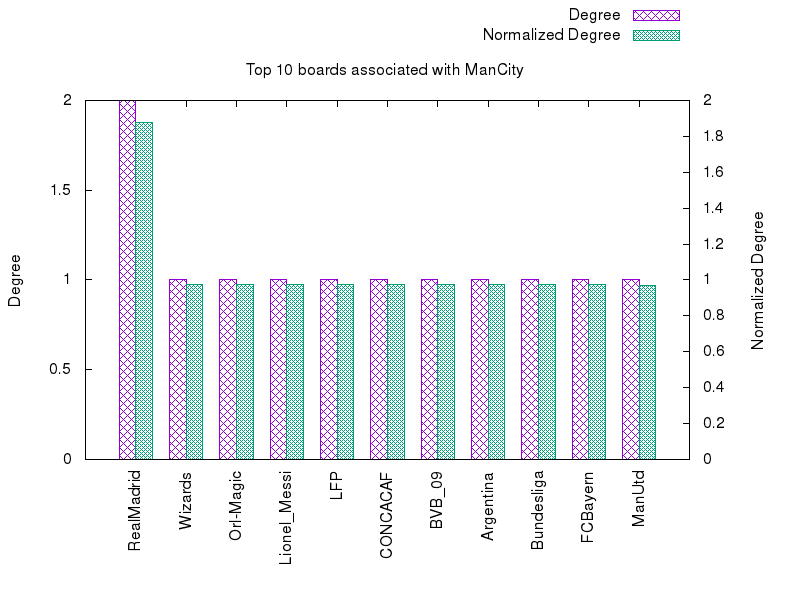 Degree
Normalized Degree
Top 10 boards associated with ManCity
2
1.5
1
0.5
0
Degree
2
1.8
1.6
1.4
1.2
1
0.8
0.6
0.4
0.2
0
Normalized Degree
RealMadrid
Wizards
Orl-Magic
Lionel_Messi
LFP
CONCACAF
BVB_09
Argentina
Bundesliga
FCBayern
ManUtd